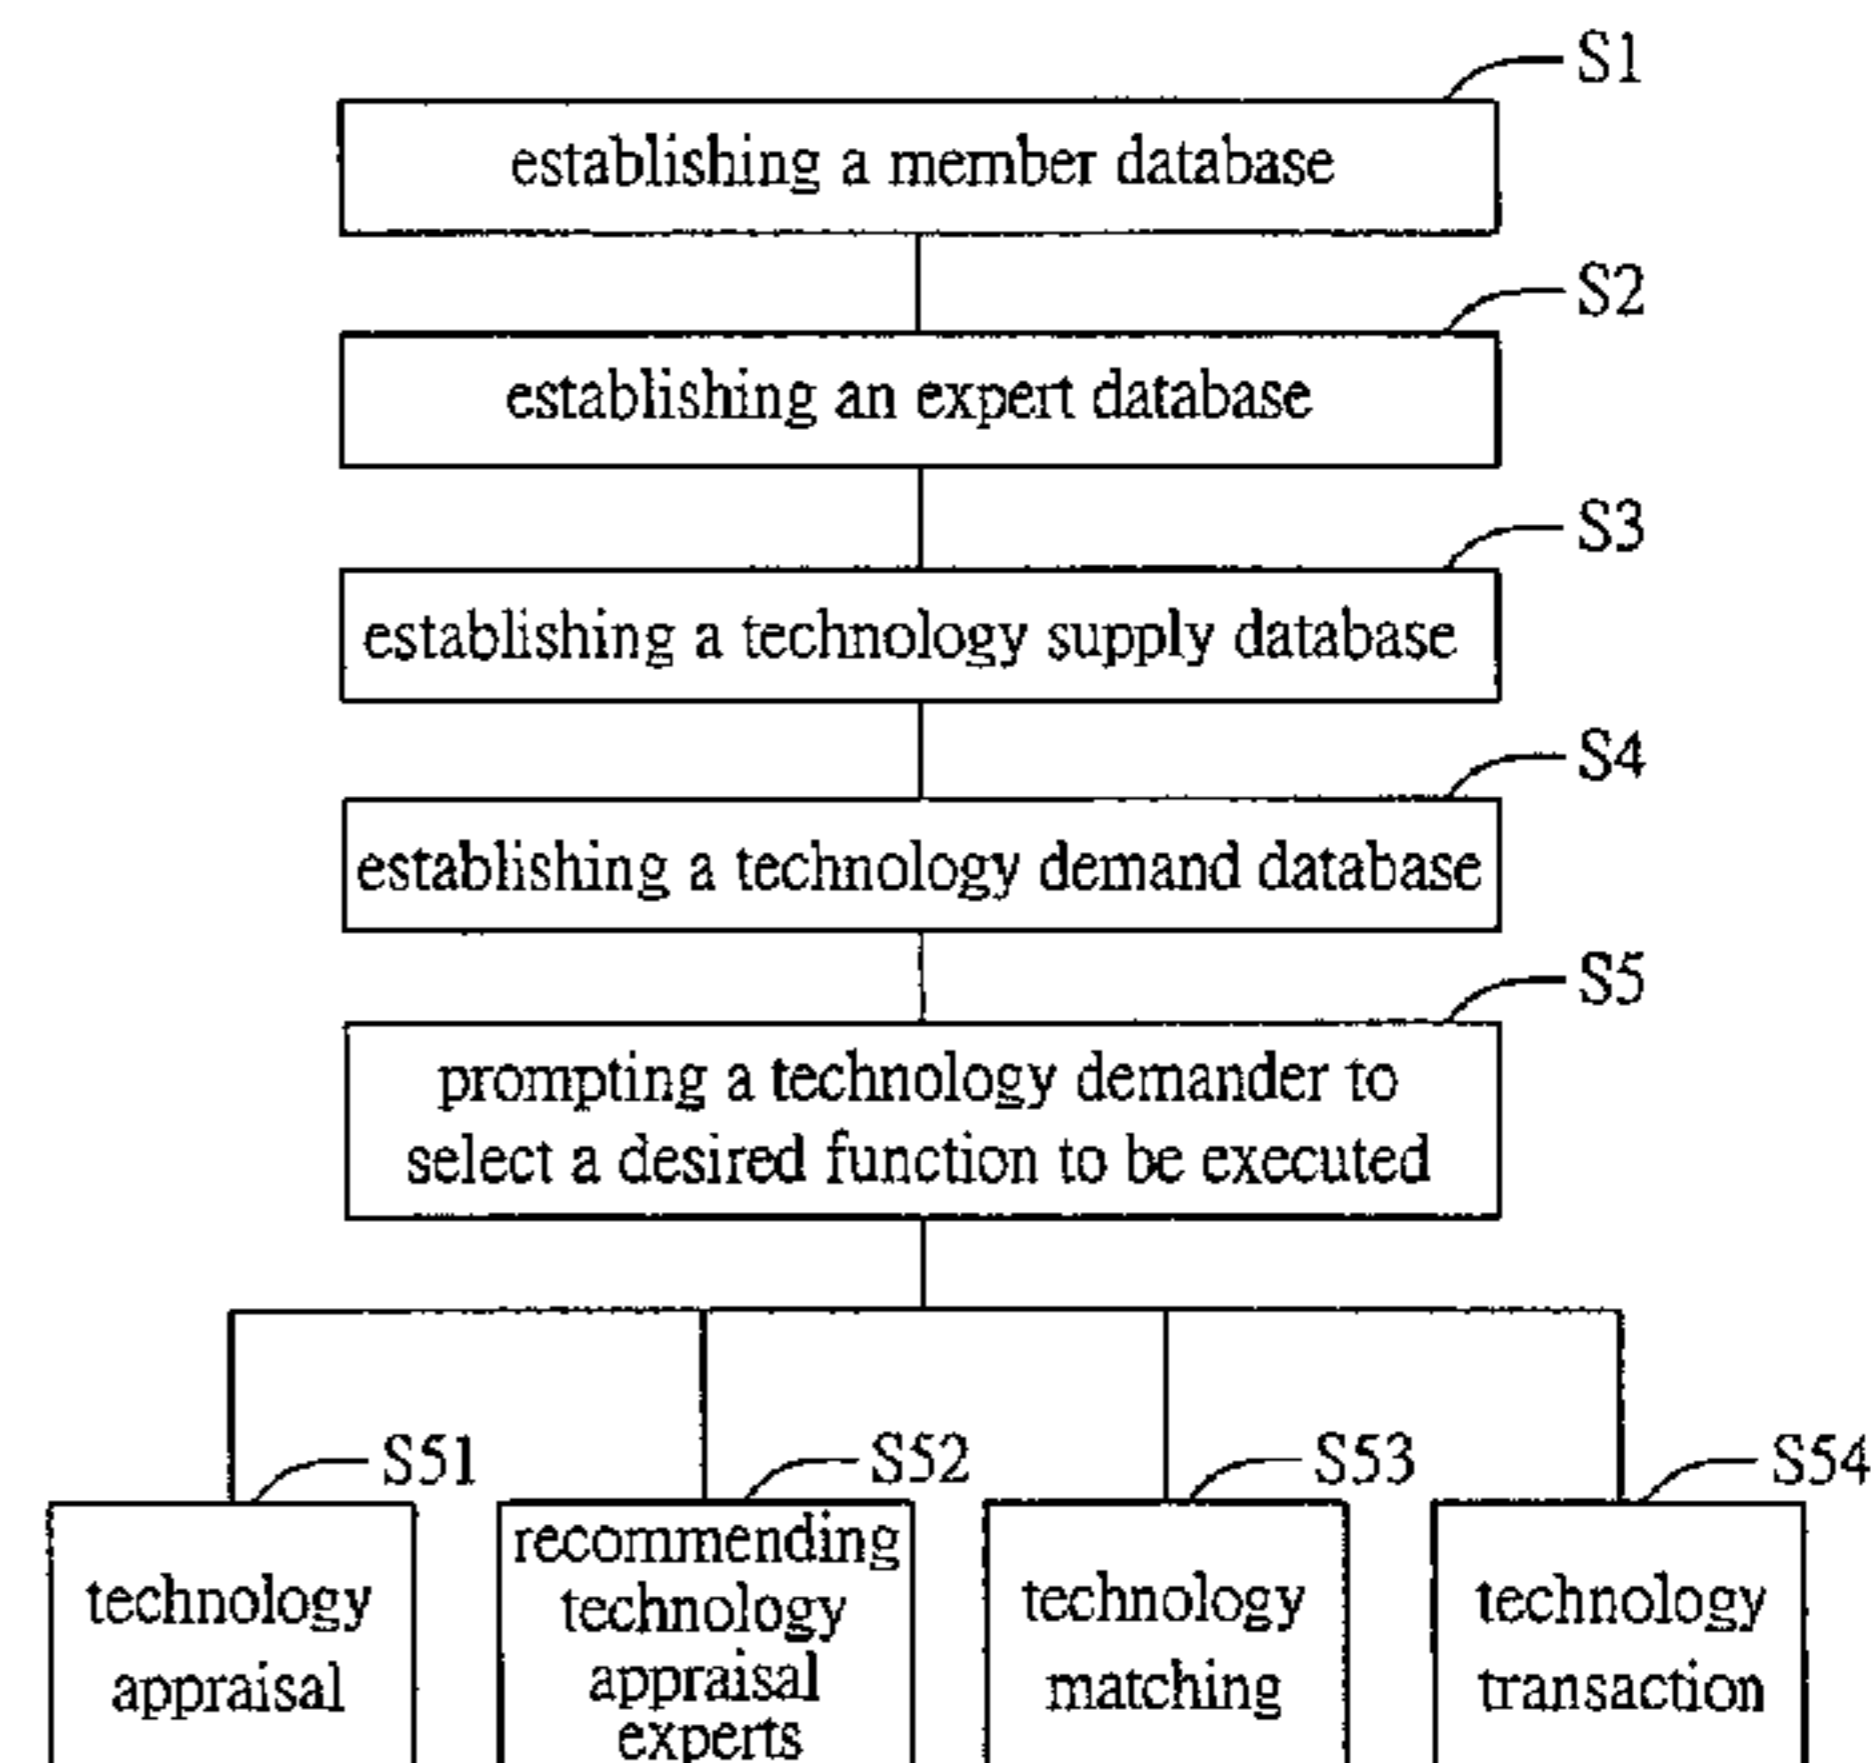 S1
establishing a member database
S2
establishing an expert database
S3
establishing a technology supply database
S4
establishing a technology demand database
S5
prompting a technology demander to
select a desired function to be executed
S51
technology
appraisal
S52
recommending
technology
appraisal
experts
S53
technology
matching
S54
technology
transaction